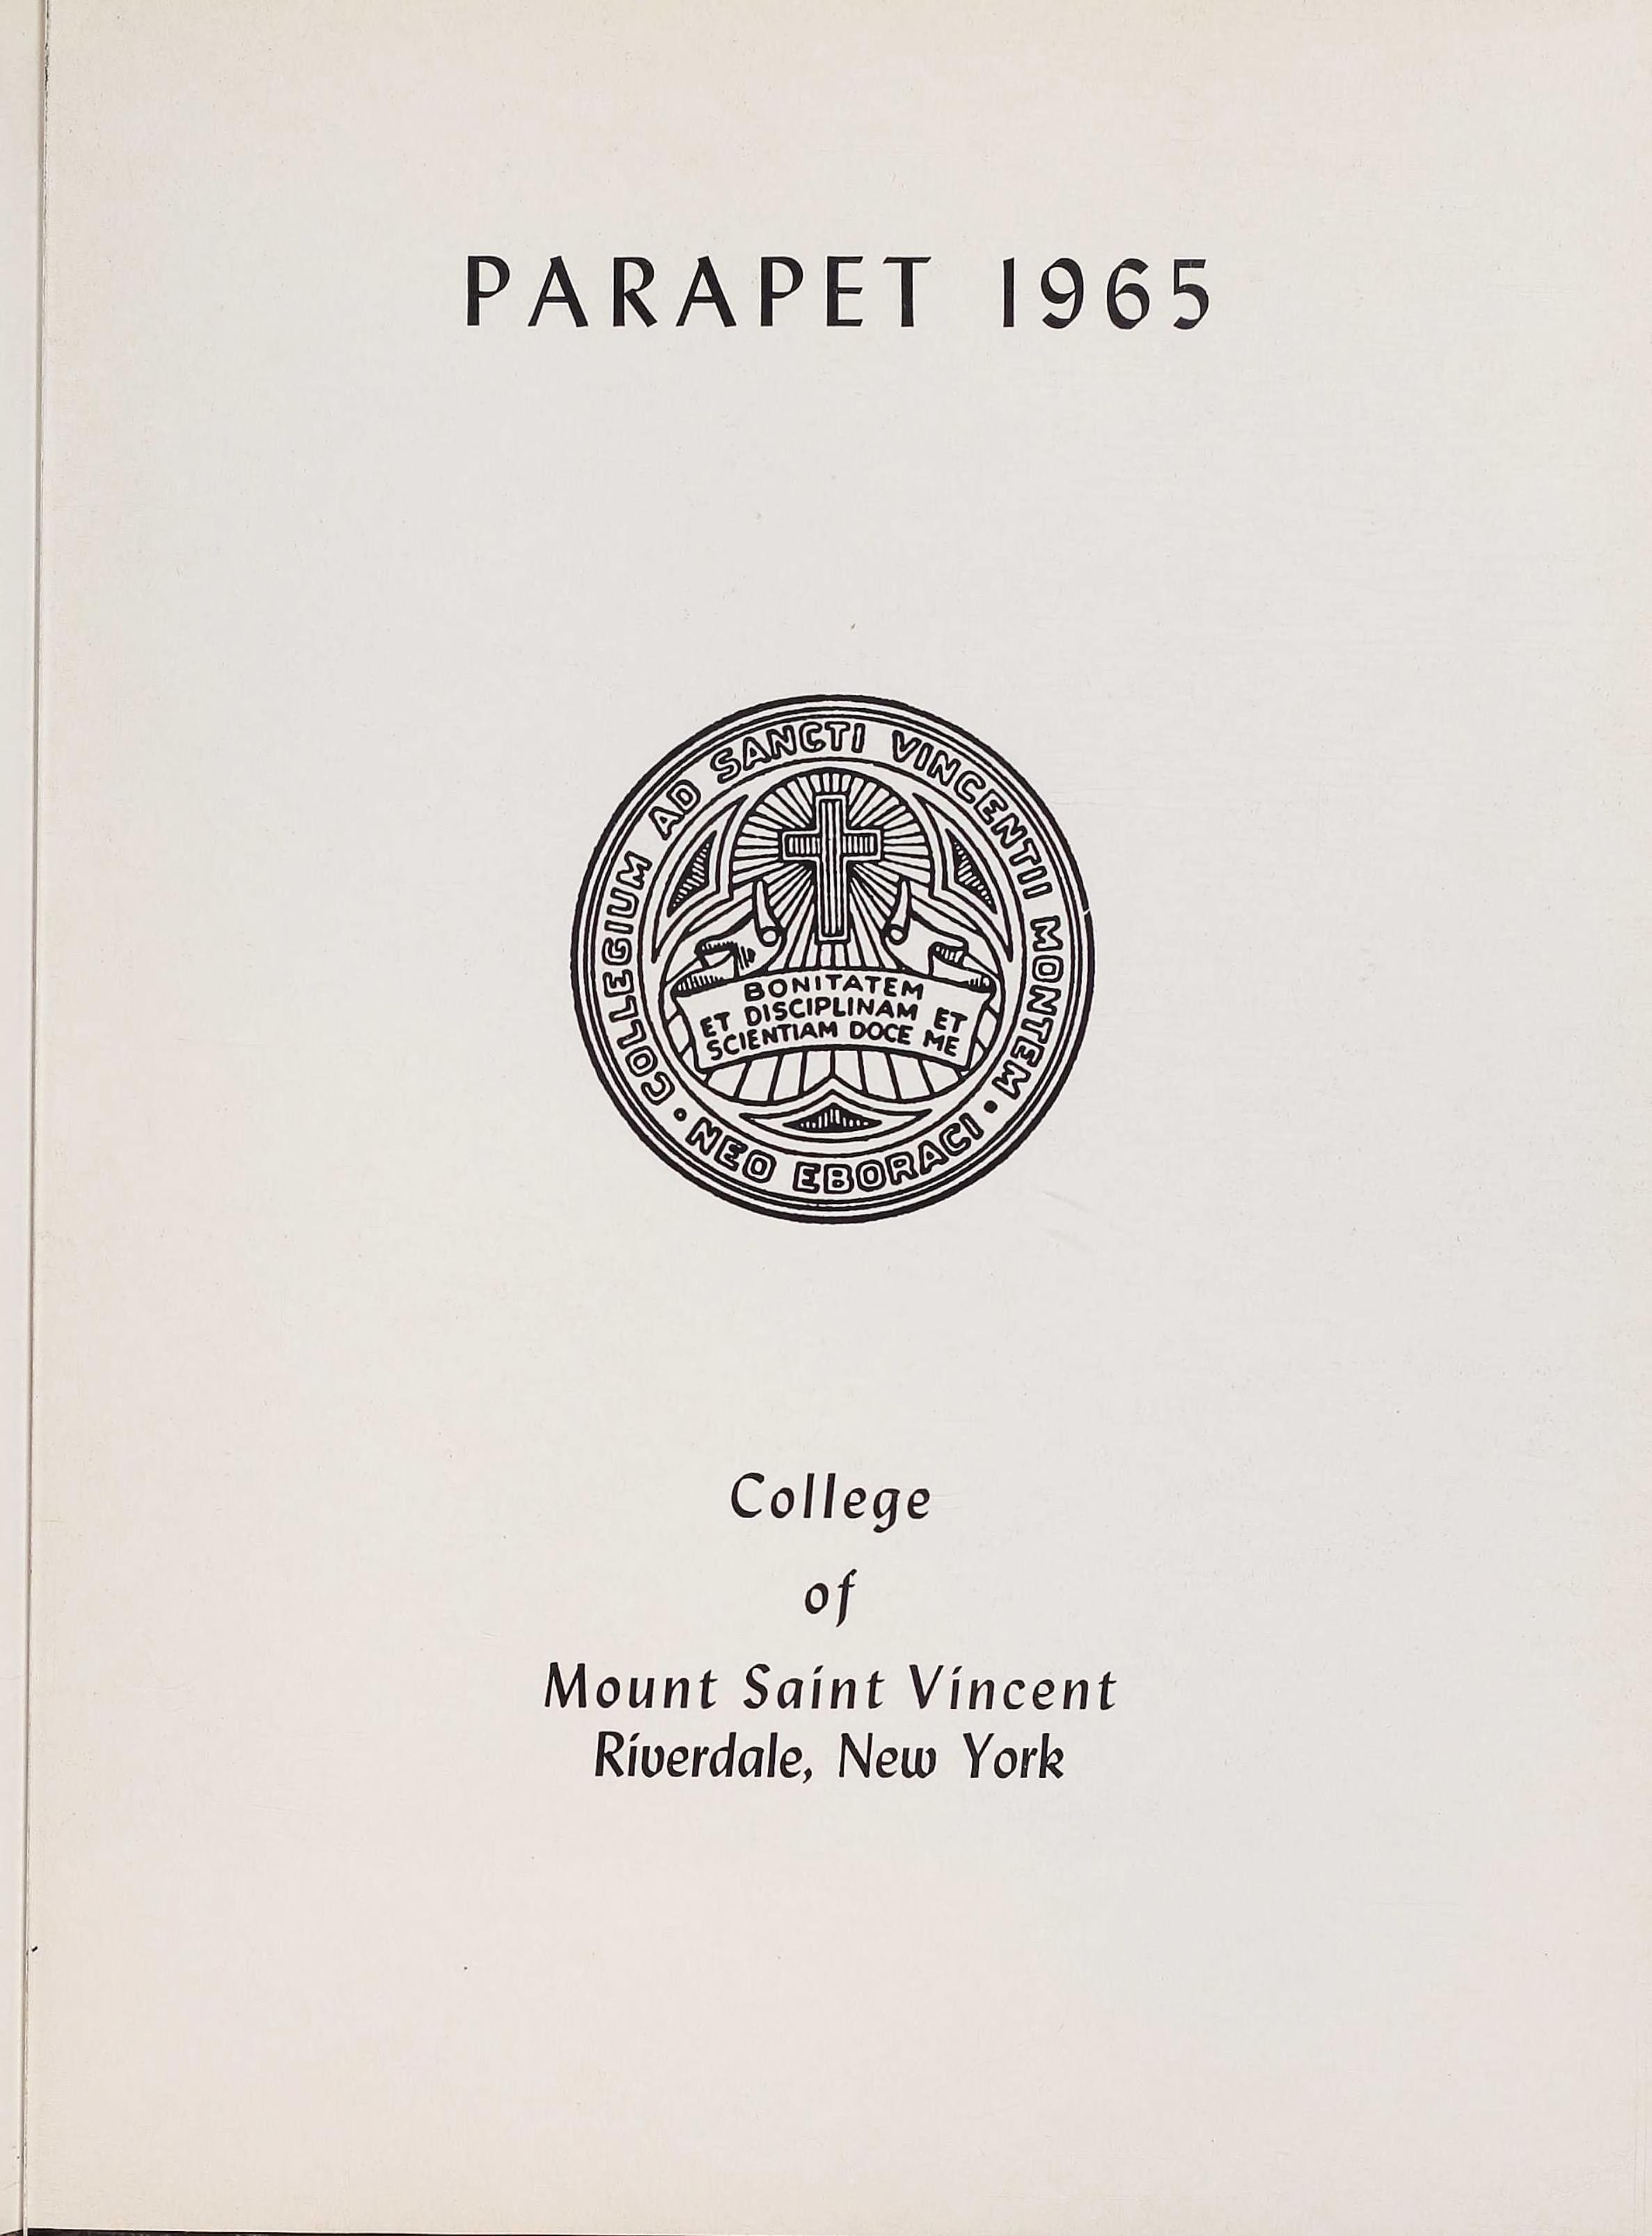 PARAPET 1965
COLLEGIUM AD SANCTI VINCENTII MONTEM • NEO EBORACI •
BONITATEM
ET DISCIPLINAM ET
SCIENTIAM DOCE ME
College
of
Mount Saint Vincent
Riverdale, New York